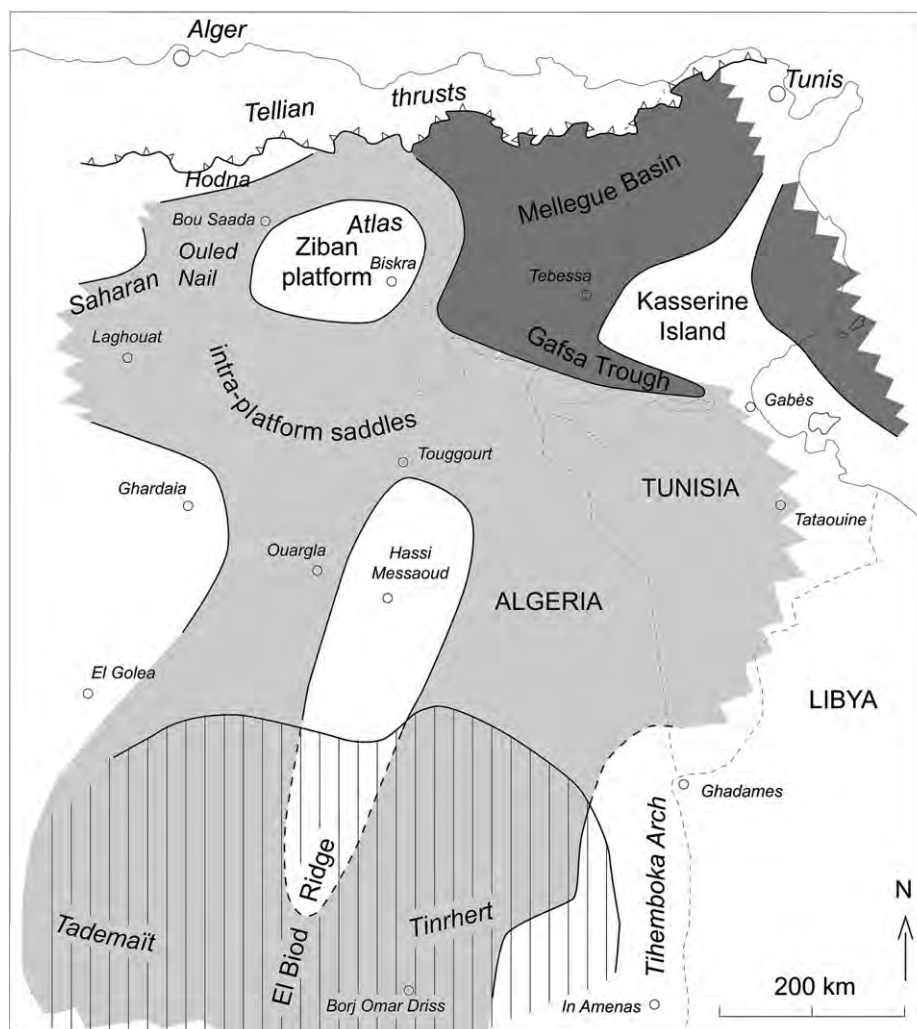 Alger
Tunis
Tellian thrusts
Hodna
Mellegue Basin
Bou Saada
Atlas
Ouled
Nail
Ziban
platform
Biskra
Tebessa
Saharan
Kasserine
Island
Laghouat
Gafsa Trough
intra-platform saddles
Gabès
Touggourt
TUNISIA
Ghardaia
Tataouine
Ouargla
Hassi
Messaoud
ALGERIA
El Golea
LIBYA
Ghadames
Tihemboka Arch
El Biod Ridge
N
Tademaït
Tinrhert
Borj Omar Driss
In Amenas
200 km